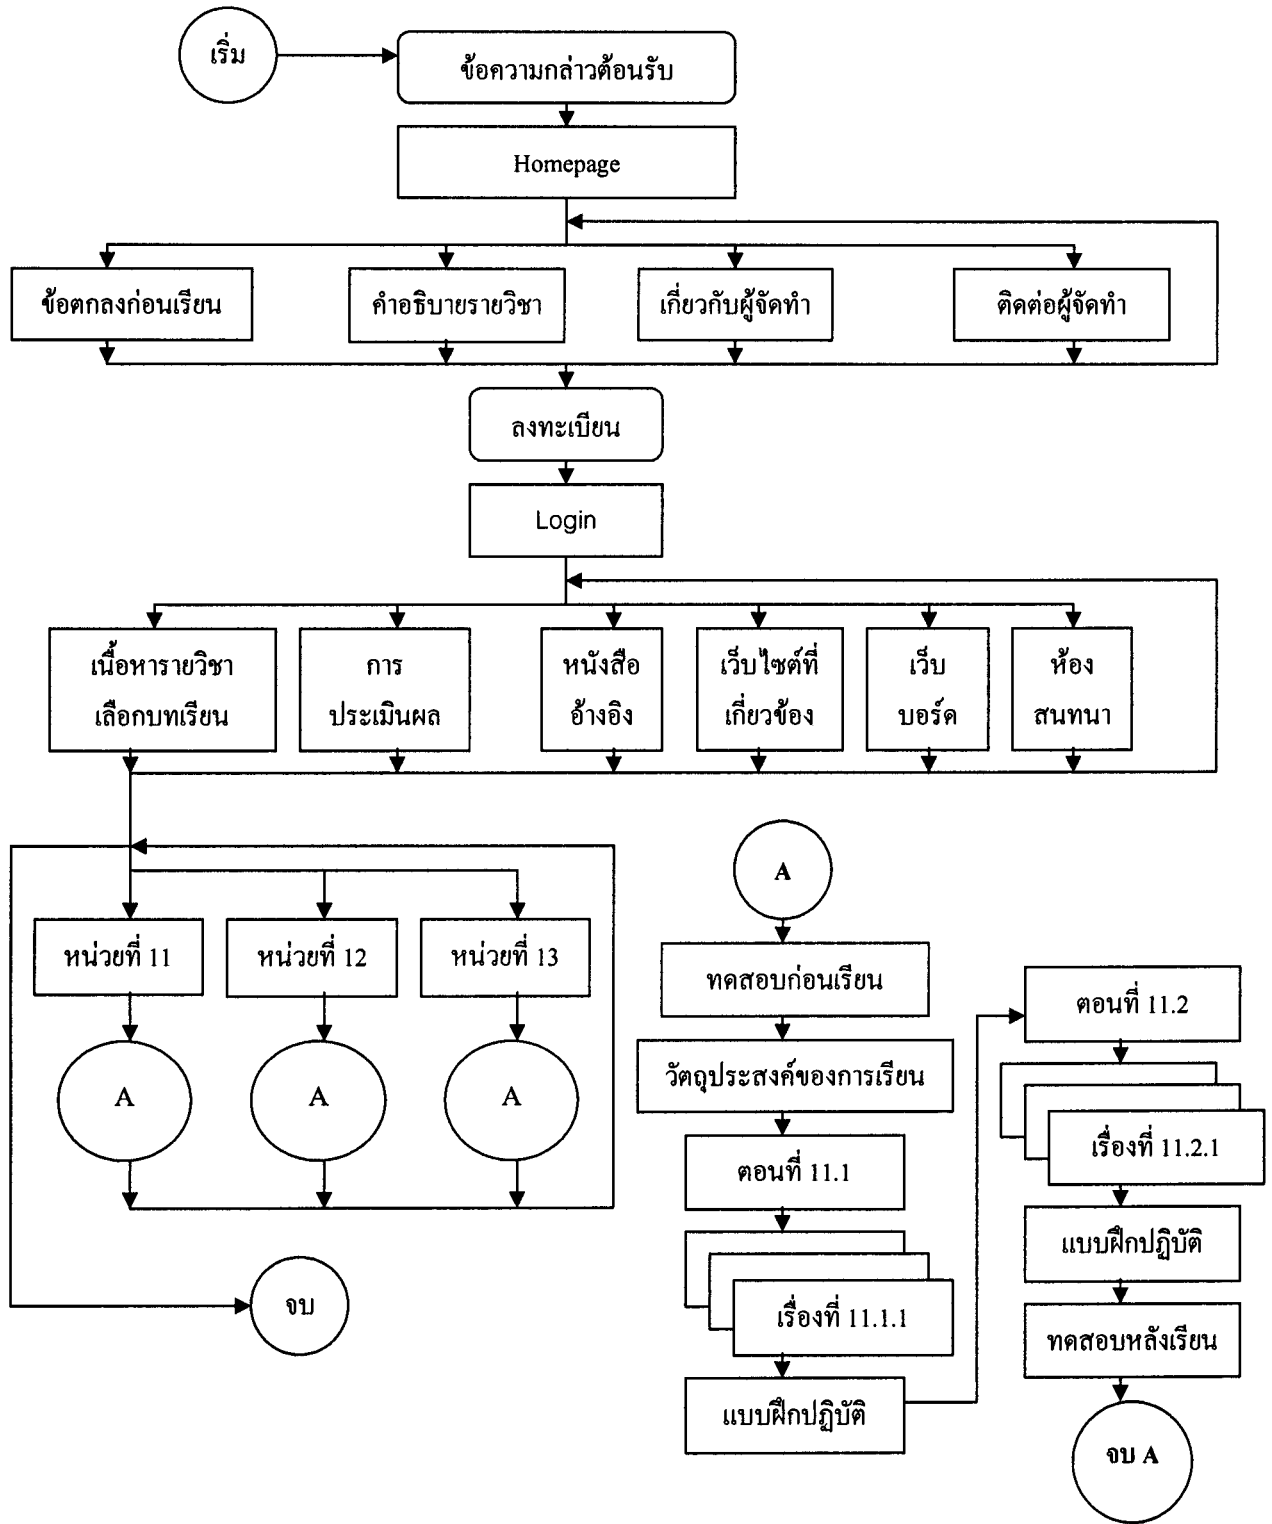 เริ่ม
ข้อความกล่าวต้อนรับ
Homepage
ข้อตกลงก่อนเรียน
คำอธิบายรายวิชา
เกี่ยวกับผู้จัดทำ
ติดต่อผู้จัดทำ
ลงทะเบียน
Login
เนื้อหารายวิชา
เลือกบทเรียน
การ
ประเมินผล
หนังสือ
อ้างอิง
เว็บไซต์ที่
เกี่ยวข้อง
เว็บ
บอร์ด
ห้อง
สนทนา
หน่วยที่ 11
หน่วยที่ 12
หน่วยที่ 13
A
A
A
จบ
A
ทดสอบก่อนเรียน
วัตถุประสงค์ของการเรียน
ตอนที่ 11.1
เรื่องที่ 11.1.1
แบบฝึกปฏิบัติ
ตอนที่ 11.2
เรื่องที่ 11.2.1
แบบฝึกปฏิบัติ
ทดสอบหลังเรียน
จบ A